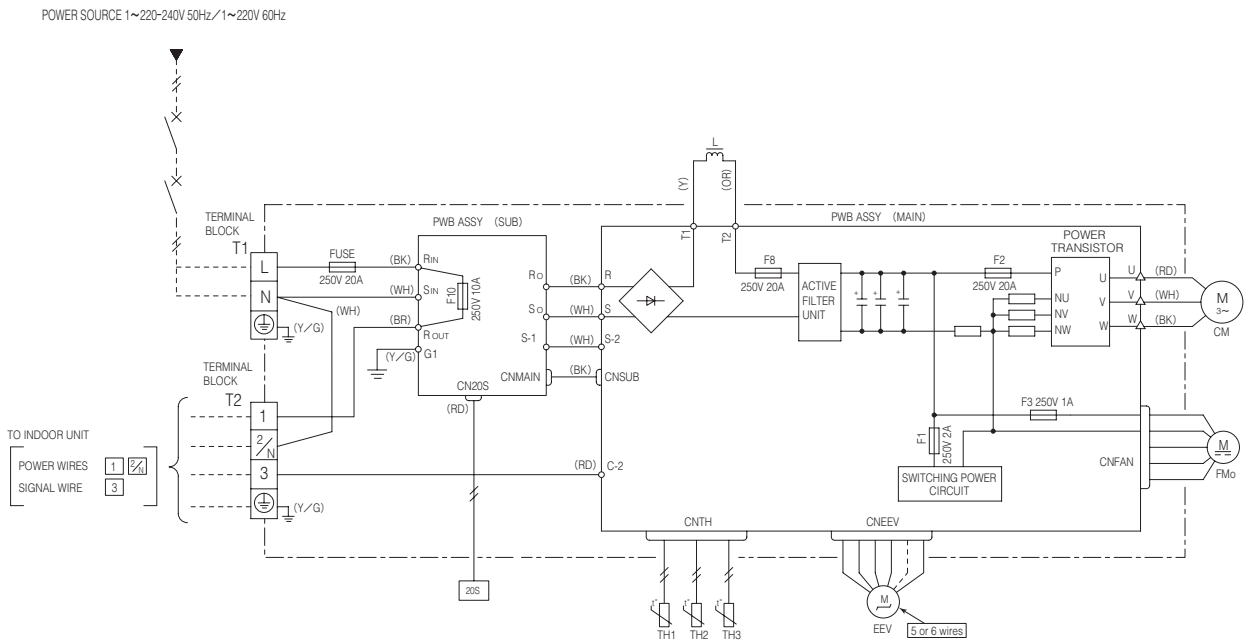 POWER SOURCE 1~220-240V 50Hz/1~220V 60Hz
TERMINAL
BLOCK
T1
L
N
(Y/G)
(WH)
FUSE
250V 20A
PWB ASSY (SUB)
(BK)
RIN
(WH)
SIN
F10
250V 10A
(BR)
ROUT
(Y/G)
G1
RO
(BK)
R
SO
(WH)
S
S-1
(WH)
S-2
CNMAIN
(BK)
CNSUB
CN20S
(RD)
20S
L
(Y)
(OR)
T1
T2
PWB ASSY (MAIN)
F8
250V 20A
ACTIVE
FILTER
UNIT
+
+
+
F2
250V 20A
POWER
TRANSISTOR
P
NU
NV
NW
U
V
W
U
V
W
(RD)
(WH)
(BK)
M
3~
CM
F3 250V 1A
F1
250V 2A
SWITCHING POWER
CIRCUIT
CNFAN
M
FMo
TERMINAL
BLOCK
T2
1
2/N
3
(Y/G)
(RD)
C-2
TO INDOOR UNIT
POWER WIRES 1 2/N
SIGNAL WIRE 3
CNTH
CNEEV
t°
t°
t°
TH1
TH2
TH3
M
EEV
5 or 6 wires